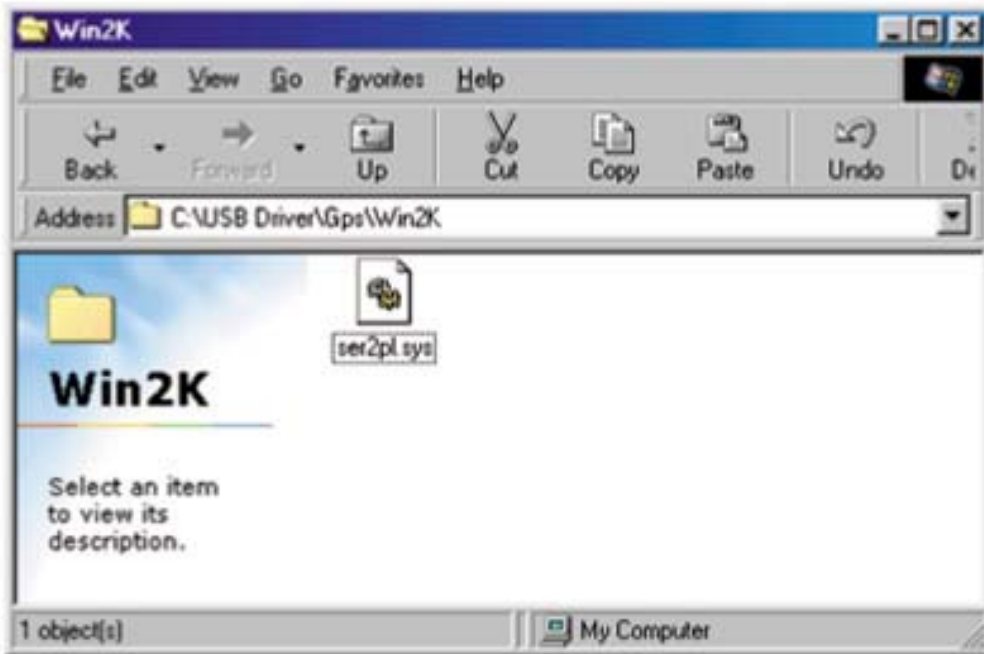 Win2K
File Edit View Go Favorites Help
Back Forward Up Cut Copy Paste Undo
Address C:\USB Driver\Gps\Win2K
ser2pl.sys
Win2K
Select an item
to view its
description.
1 object(s) My Computer